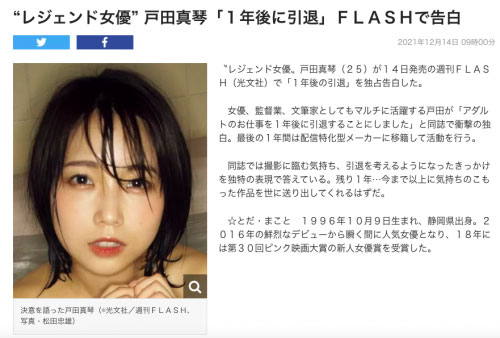 “レジェンド女優” 戸田真琴「１年後に引退」ＦＬＡＳＨで告白
2021年12月14日 09時00分
〝レジェンド女優〟戸田真琴（２５）が１４日発売の週刊ＦＬＡＳ
Ｈ（光文社）で「１年後の引退」を独占告白した。
女優、監督業、文筆家としてもマルチに活躍する戸田が「アダル
トのお仕事を１年後に引退することにしました」と同誌で衝撃の独
白。最後の１年間は配信特化型メーカーに移籍して活動を行う。
同誌では撮影に臨む気持ち、引退を考えるようになったきっかけ
を独特の表現で答えている。残り１年…今まで以上に気持ちのこも
った作品を世に送り出してくれるはずだ。
☆とだ・まこと　１９９６年１０月９日生まれ、静岡県出身。２
０１６年の鮮烈なデビューから瞬く間に人気女優となり、１８年に
は第３０回ピンク映画大賞の新人女優賞を受賞した。
決意を語った戸田真琴（©光文社／週刊ＦＬＡＳＨ、
写真・松田忠雄）